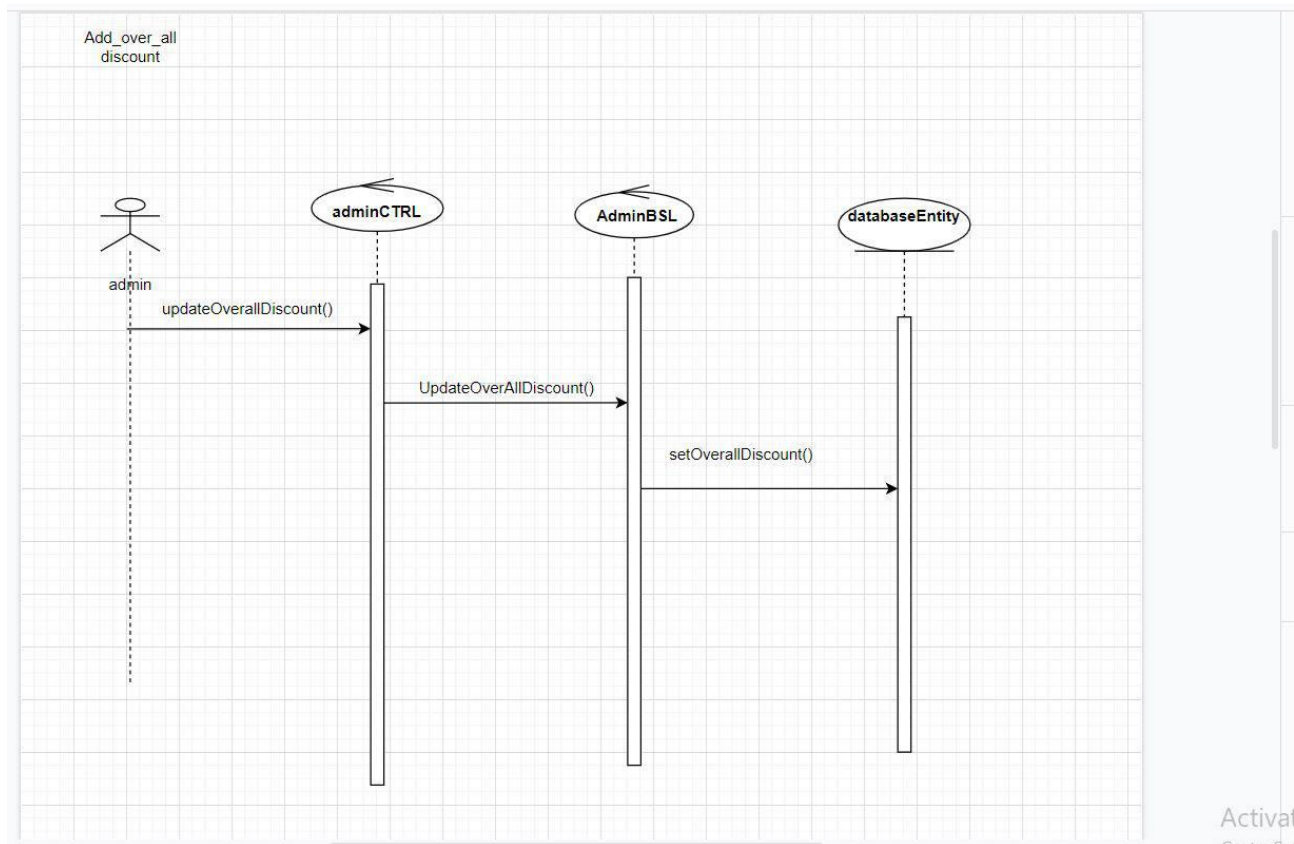 Add_over_all
discount
adminCTRL
AdminBSL
databaseEntity
admin
updateOverallDiscount()
UpdateOverAllDiscount()
setOverallDiscount()
Activat